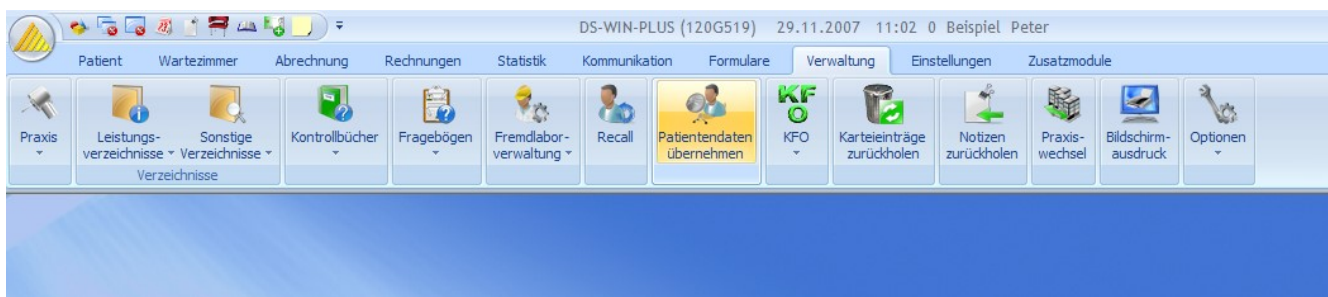 DS-WIN-PLUS (120G519) 29.11.2007 11:02 0 Beispiel Peter
Patient Wartezimmer Abrechnung Rechnungen Statistik Kommunikation Formulare Verwaltung Einstellungen Zusatzmodule
Praxis
Leistungs-
verzeichnisse
Sonstige
Verzeichnisse
Verzeichnisse
Kontrollbücher
Fragebögen
Fremdlabor-
verwaltung
Recall
Patientendaten
übernehmen
KFO
KFO
Karteieinträge
zurückholen
Notizen
zurückholen
Praxis-
wechsel
Bildschirm-
ausdruck
Optionen